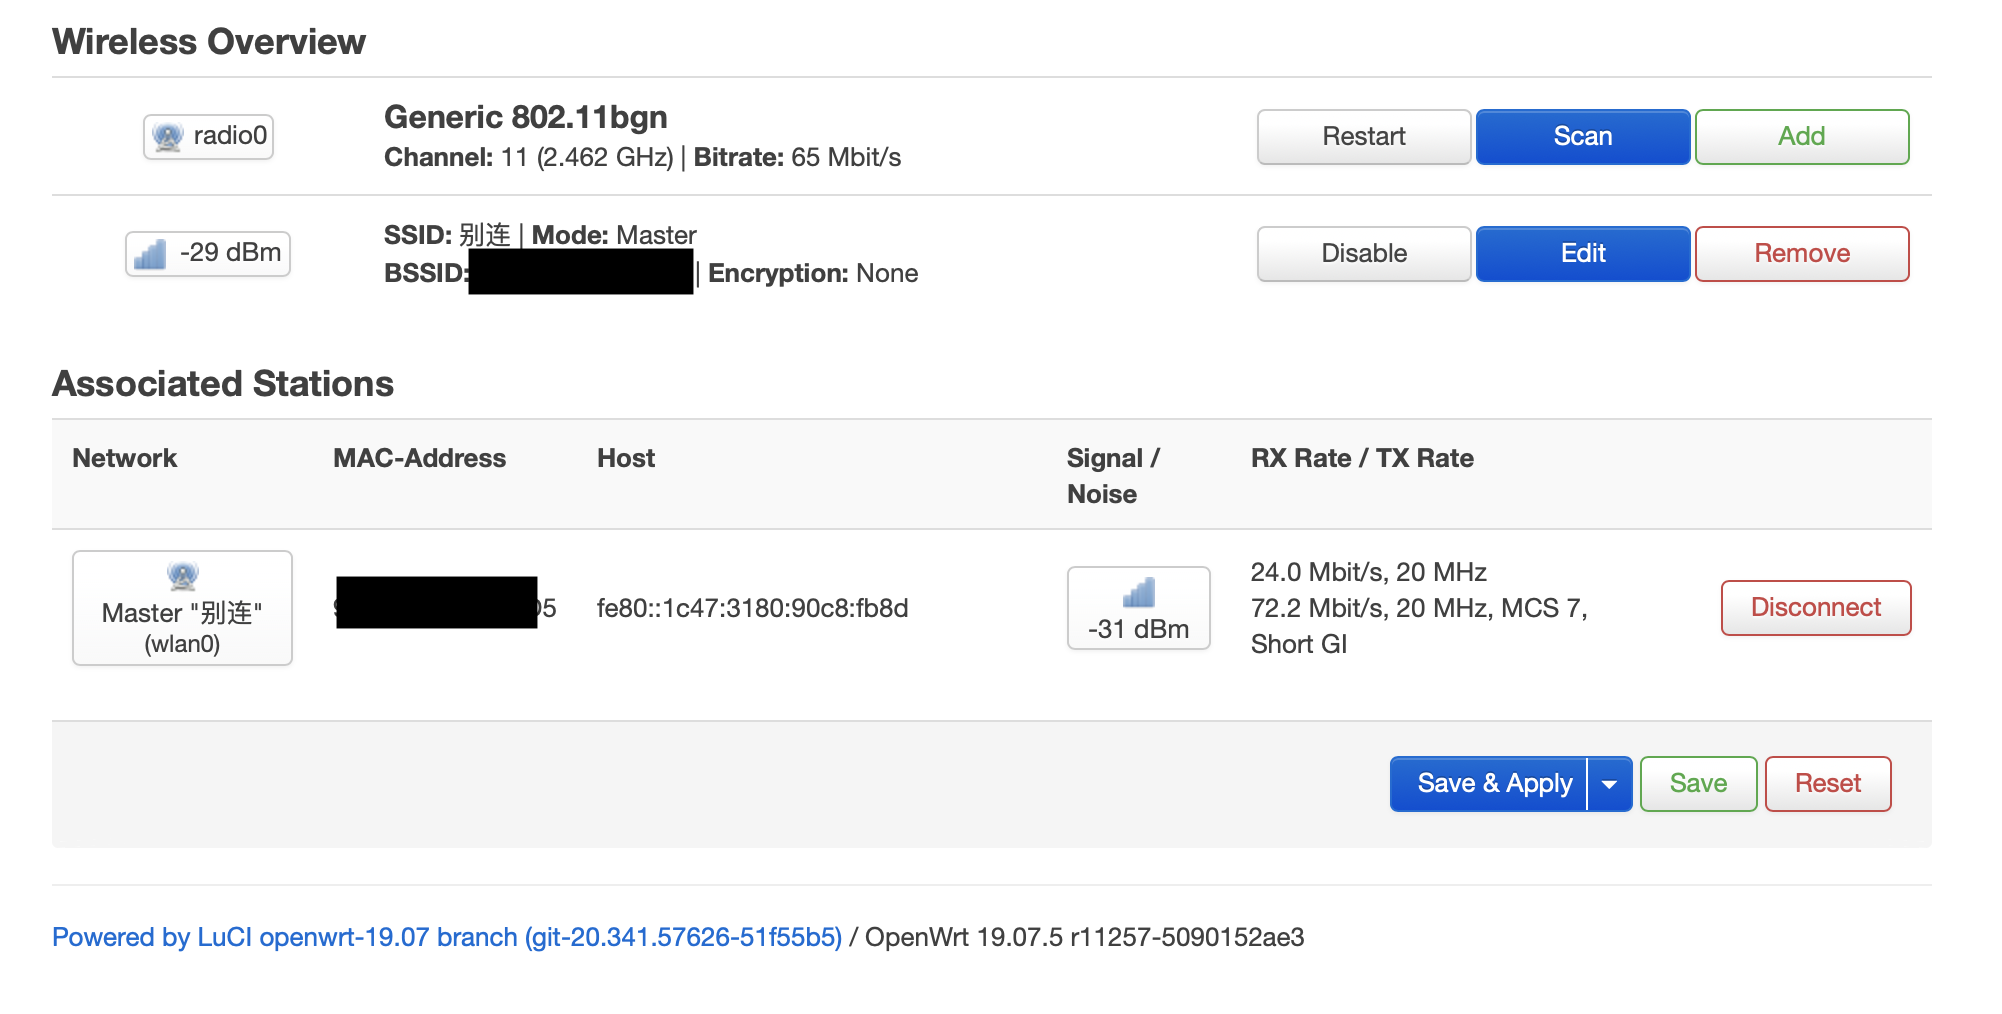 Wireless Overview
radio0
Generic 802.11bgn
Channel: 11 (2.462 GHz) | Bitrate: 65 Mbit/s
Restart
Scan
Add
-29 dBm
SSID: 别连 | Mode: Master
BSSID: | Encryption: None
Disable
Edit
Remove
Associated Stations
Network
MAC-Address
Host
Signal /
Noise
RX Rate / TX Rate
Master "别连"
(wlan0)
5
fe80::1c47:3180:90c8:fb8d
-31 dBm
24.0 Mbit/s, 20 MHz
72.2 Mbit/s, 20 MHz, MCS 7,
Short GI
Disconnect
Save & Apply
Save
Reset
Powered by LuCI openwrt-19.07 branch (git-20.341.57626-51f55b5) / OpenWrt 19.07.5 r11257-5090152ae3